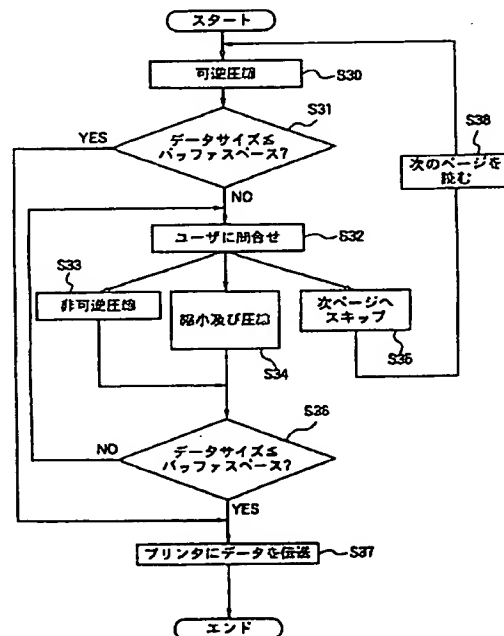 スタート
可逆圧縮
S30
S31
YES
データサイズ≦
バッファスペース?
S38
次のページを
読む
NO
ユーザに問合せ
S32
S33
非可逆圧縮
縮小及び圧縮
S34
次ページへ
スキップ
S35
S36
NO
データサイズ≦
バッファスペース?
YES
プリンタにデータを伝送
S37
エンド